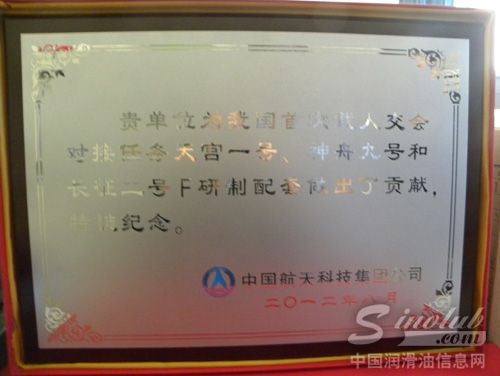 贵单位为我国首次载人交会
对接任务天宫一号、神舟九号和
长征二号F研制配套做出了贡献,
特此纪念。
中国航天科技集团公司
二〇一二年八月
Sinolub.com
中国润滑油信息网